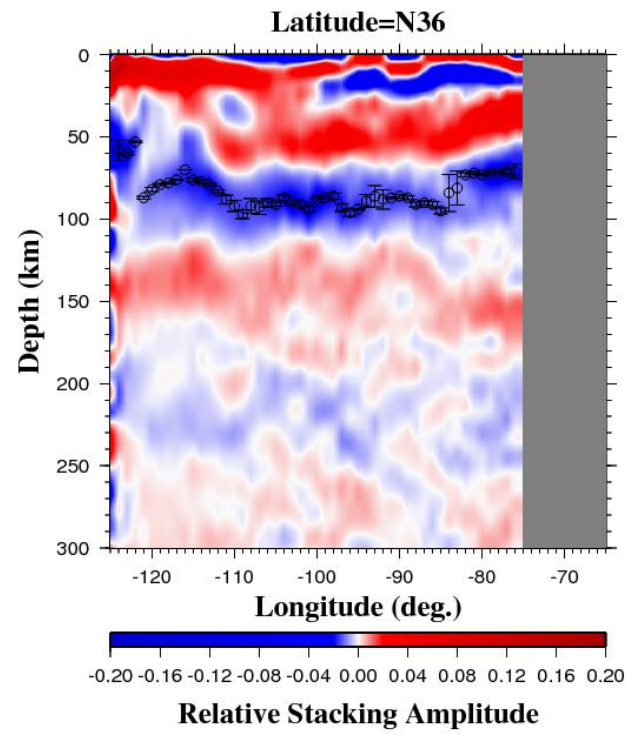 Latitude=N36
0
50
100
150
200
250
300
Depth (km)
-120 -110 -100 -90 -80 -70
Longitude (deg.)
-0.20 -0.16 -0.12 -0.08 -0.04 0.00 0.04 0.08 0.12 0.16 0.20
Relative Stacking Amplitude